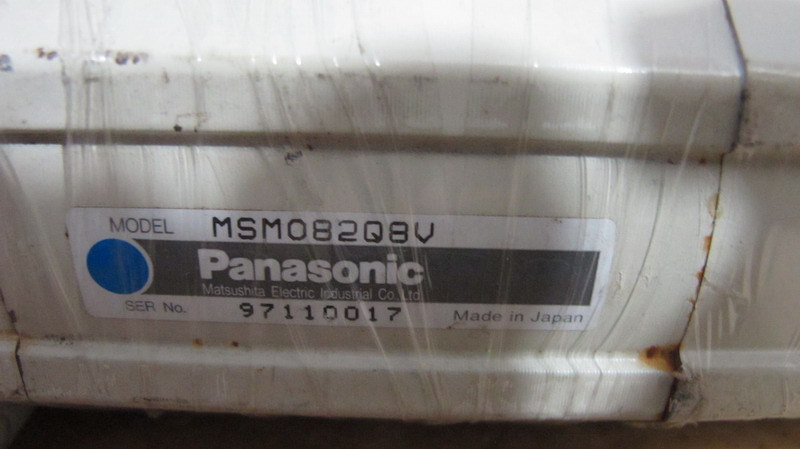 MODEL MSM082Q8V
Panasonic
Matsushita Electric Industrial Co. Ltd.
SER No. 97110017 Made in Japan